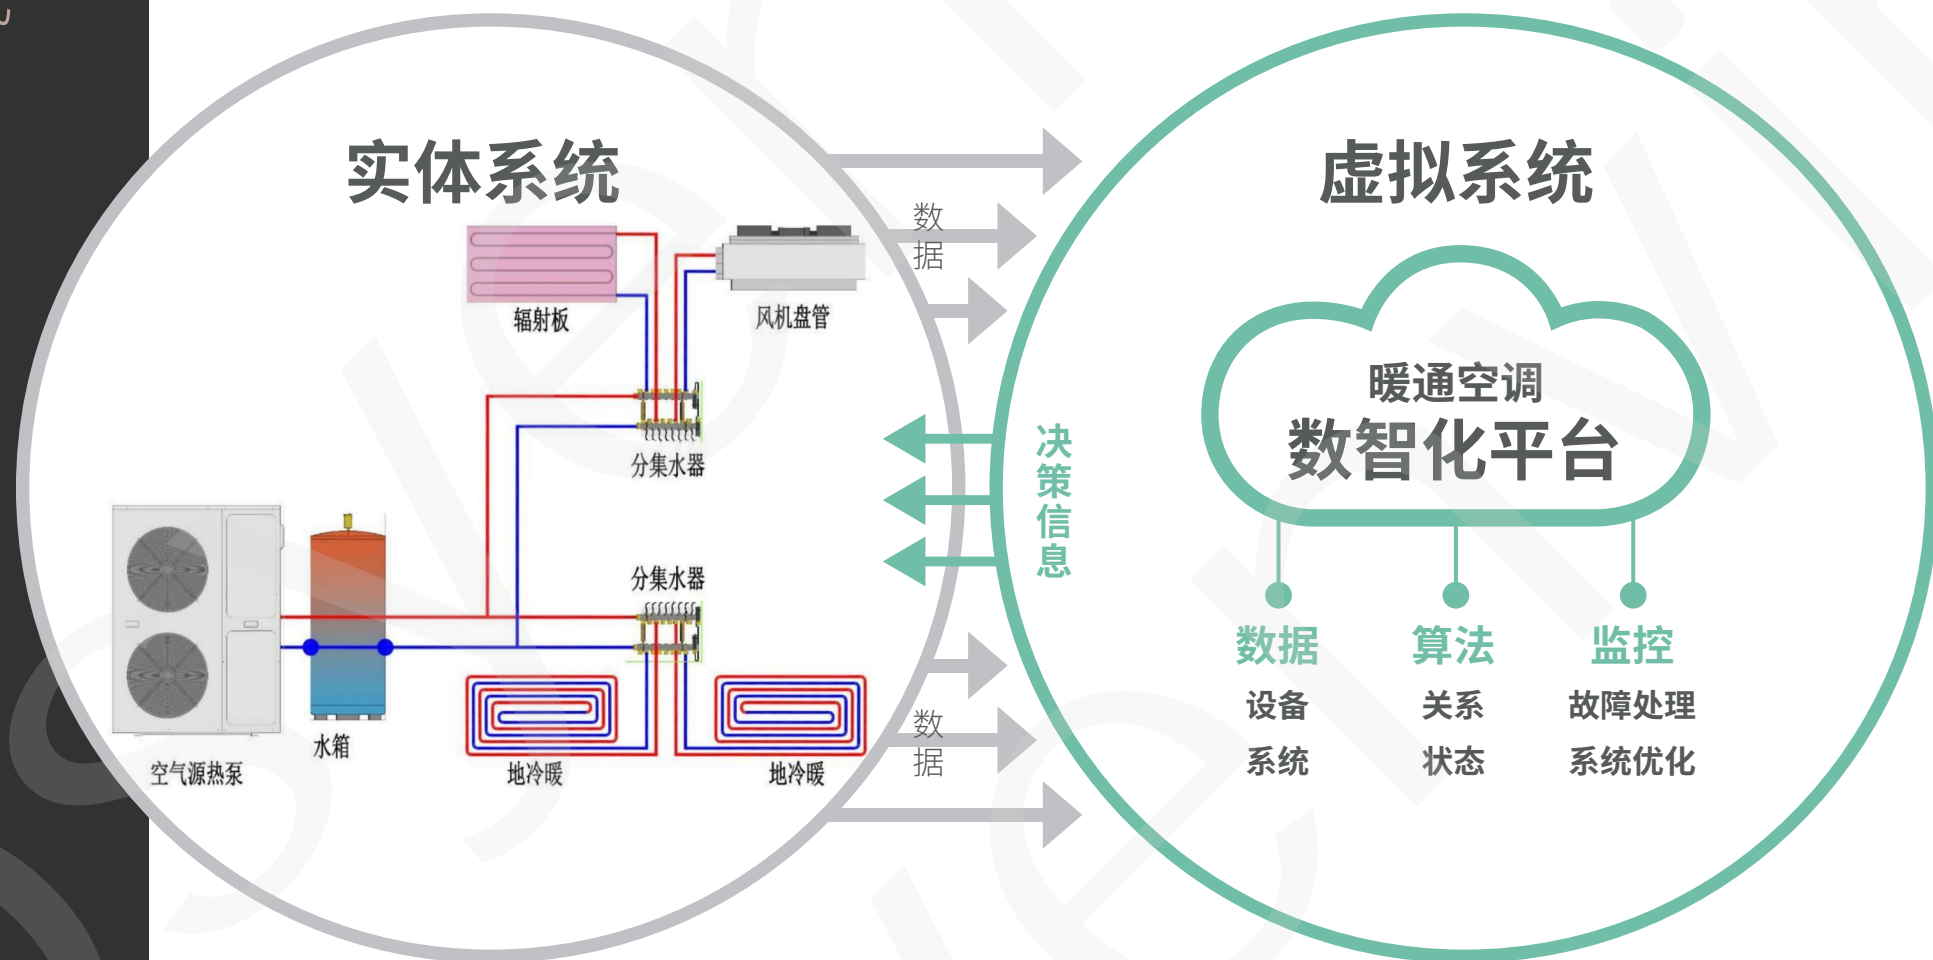 实体系统
辐射板
风机盘管
分集水器
分集水器
水箱
空气源热泵
地冷暖
地冷暖
数
据
数
据
决
策
信
息
虚拟系统
暖通空调
数智化平台
数据
设备
系统
算法
关系
状态
监控
故障处理
系统优化